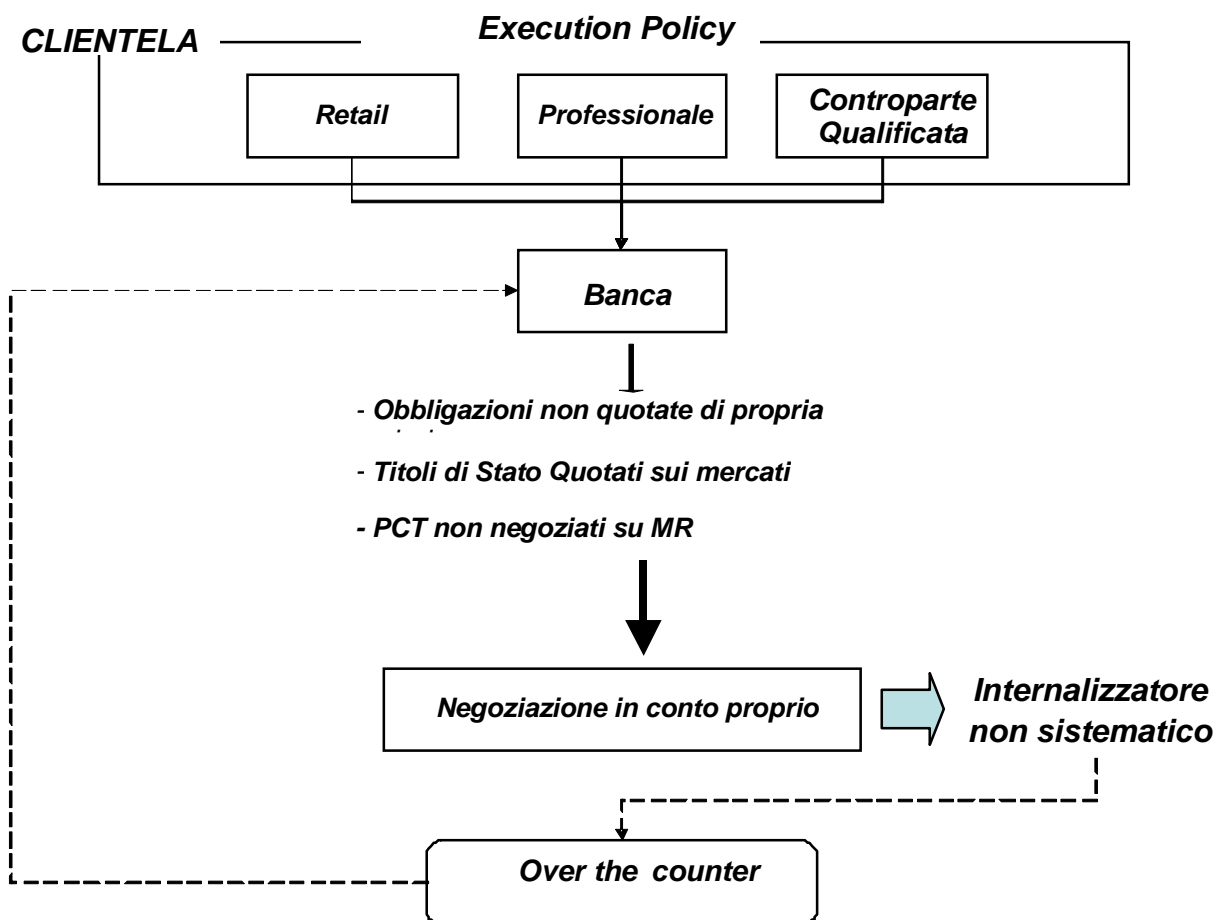 CLIENTELA
Execution Policy
Retail
Professionale
Controparte
Qualificata
Banca
- Obbligazioni non quotate di propria
- Titoli di Stato Quotati sui mercati
- PCT non negoziati su MR
Negoziazione in conto proprio
Internalizzatore
non sistematico
Over the counter